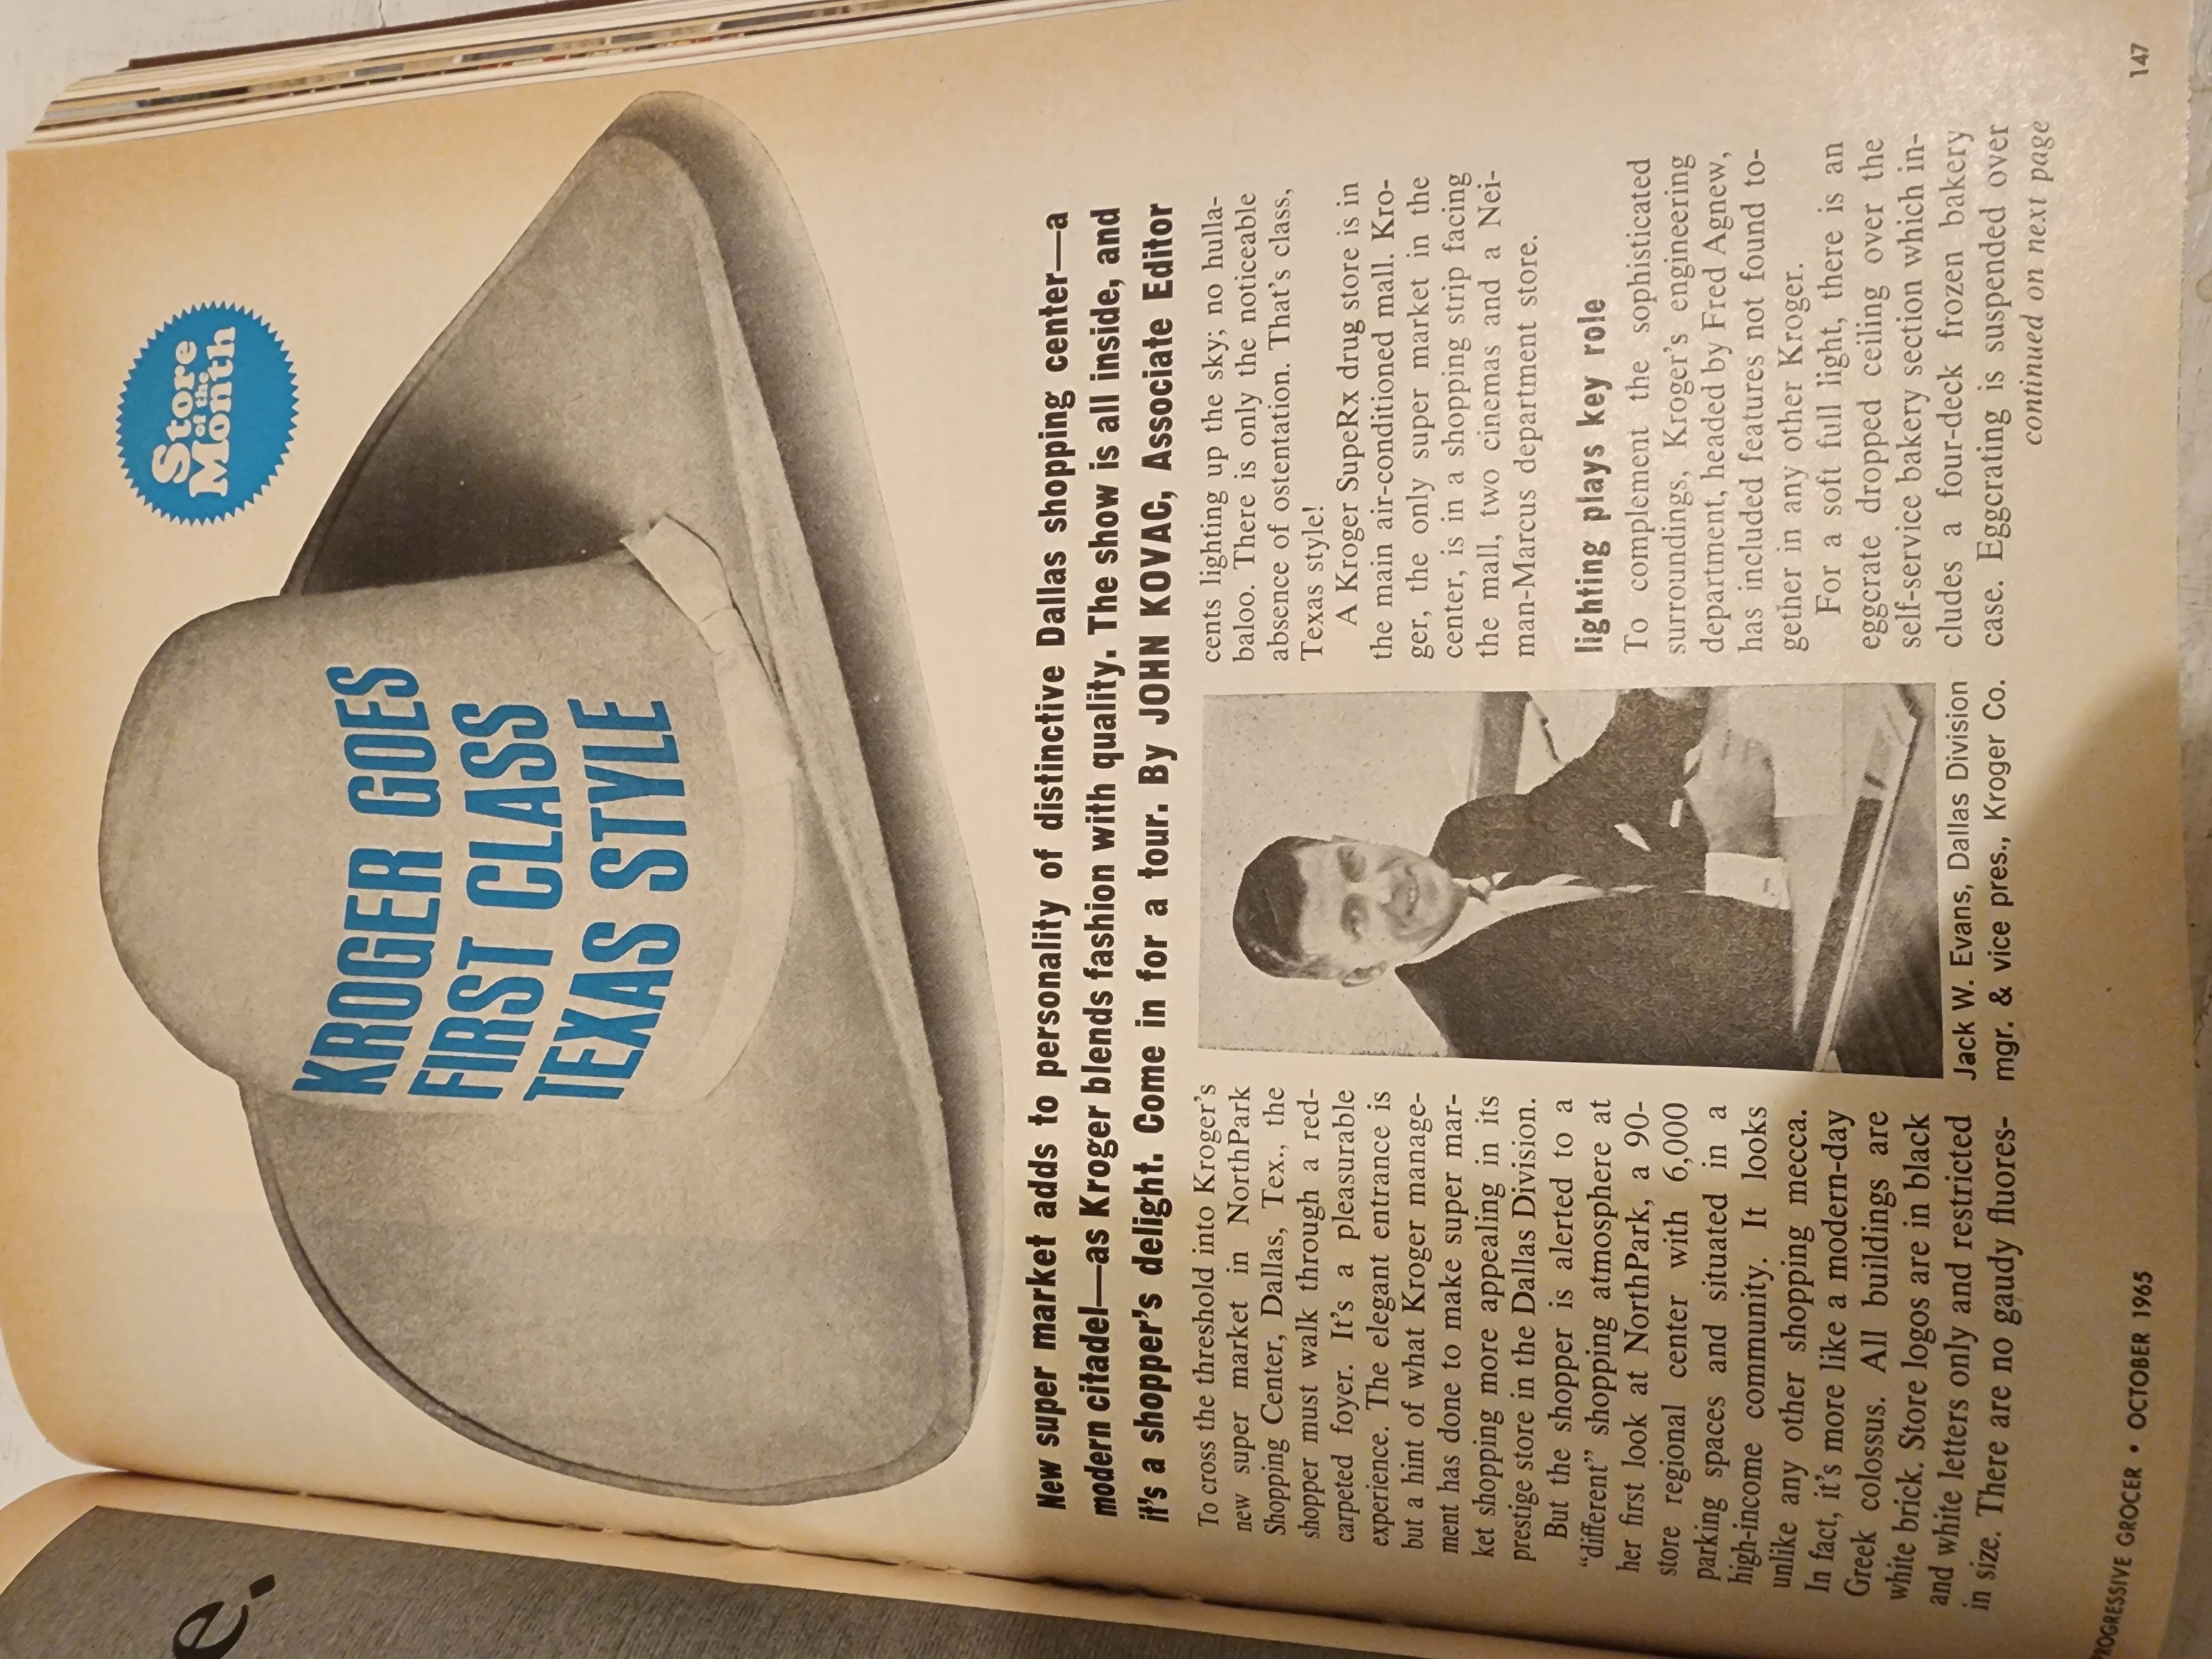 e.
Store
of the
Month
KROGER GOES
FIRST CLASS
TEXAS STYLE
New super market adds to personality of distinctive Dallas shopping center—a
modern citadel—as Kroger blends fashion with quality. The show is all inside, and
it's a shopper's delight. Come in for a tour. By JOHN KOVAC, Associate Editor
To cross the threshold into Kroger's
new super market in NorthPark
Shopping Center, Dallas, Tex., the
shopper must walk through a red-
carpeted foyer. It's a pleasurable
experience. The elegant entrance is
but a hint of what Kroger manage-
ment has done to make super mar-
ket shopping more appealing in its
prestige store in the Dallas Division.
But the shopper is alerted to a
“different” shopping atmosphere at
her first look at NorthPark, a 90-
store regional center with 6,000
parking spaces and situated in a
high-income community. It looks
unlike any other shopping mecca.
In fact, it's more like a modern-day
Greek colossus. All buildings are
white brick. Store logos are in black
and white letters only and restricted
in size. There are no gaudy fluores-
Jack W. Evans, Dallas Division
mgr. & vice pres., Kroger Co.
cents lighting up the sky; no hulla-
baloo. There is only the noticeable
absence of ostentation. That's class,
Texas style!
A Kroger SupeRx drug store is in
the main air-conditioned mall. Kro-
ger, the only super market in the
center, is in a shopping strip facing
the mall, two cinemas and a Nei-
man-Marcus department store.
lighting plays key role
To complement the sophisticated
surroundings, Kroger's engineering
department, headed by Fred Agnew,
has included features not found to-
gether in any other Kroger.
For a soft full light, there is an
eggcrate dropped ceiling over the
self-service bakery section which in-
cludes a four-deck frozen bakery
case. Eggcrating is suspended over
continued on next page
PROGRESSIVE GROCER • OCTOBER 1965
147